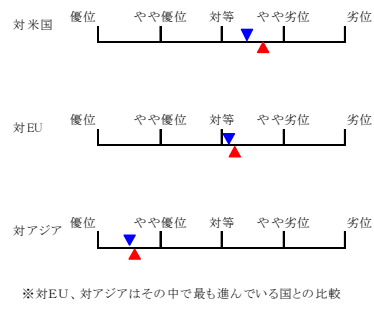 優位 やや優位 対等 やや劣位 劣位
対米国
優位 やや優位 対等 やや劣位 劣位
対EU
優位 やや優位 対等 やや劣位 劣位
対アジア
※対EU、対アジアはその中で最も進んでいる国との比較